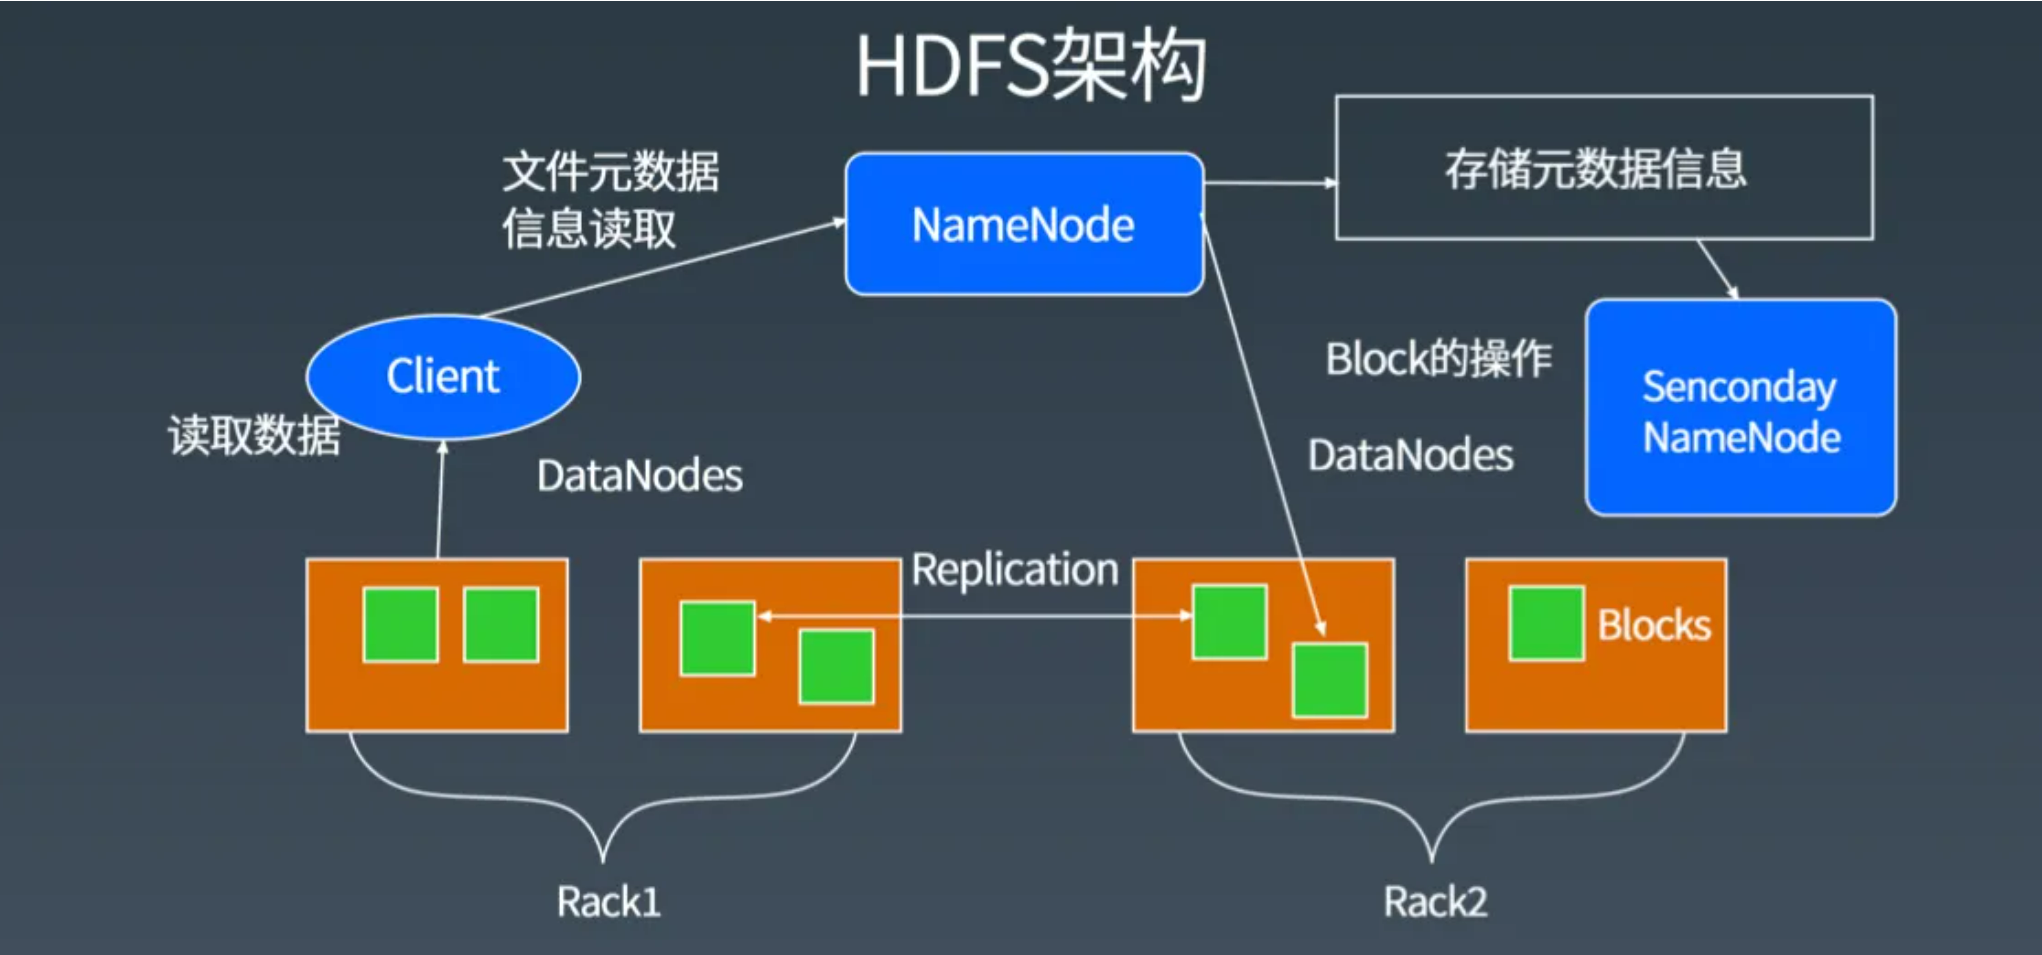 HDFS架构
文件元数据
信息读取
NameNode
存储元数据信息
Client
读取数据
DataNodes
Block的操作
DataNodes
Senconday
NameNode
Replication
Blocks
Rack1
Rack2